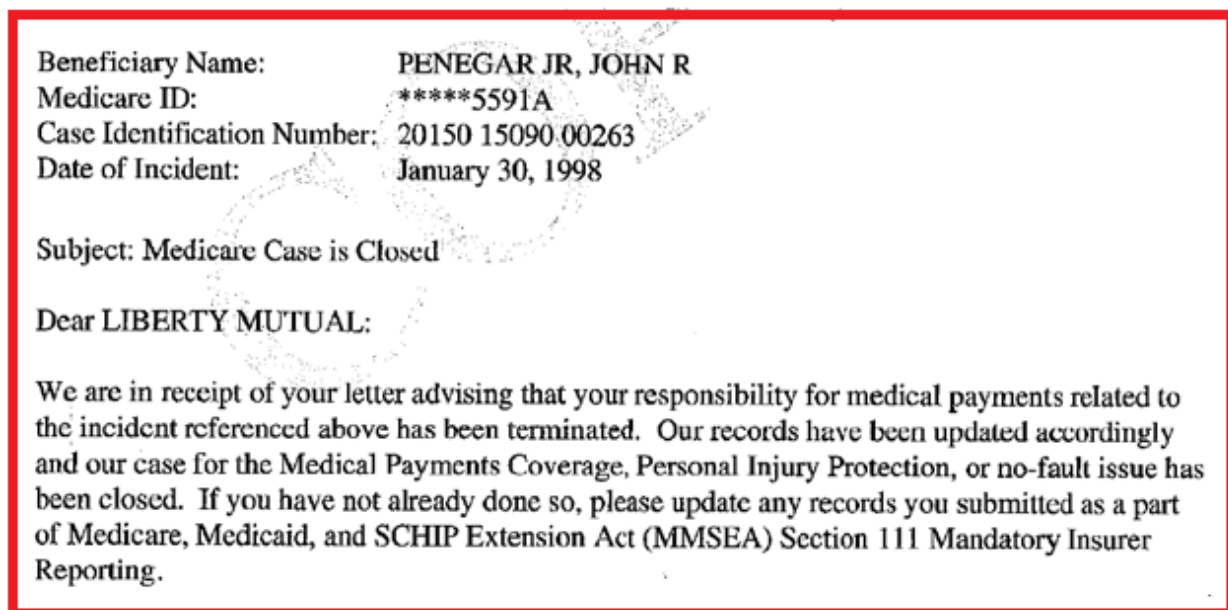 Beneficiary Name: PENEGAR JR, JOHN R
Medicare ID: *****5591A
Case Identification Number: 20150 15090 00263
Date of Incident: January 30, 1998
Subject: Medicare Case is Closed
Dear LIBERTY MUTUAL:
We are in receipt of your letter advising that your responsibility for medical payments related to
the incident referenced above has been terminated. Our records have been updated accordingly
and our case for the Medical Payments Coverage, Personal Injury Protection, or no-fault issue has
been closed. If you have not already done so, please update any records you submitted as a part
of Medicare, Medicaid, and SCHIP Extension Act (MMSEA) Section 111 Mandatory Insurer
Reporting.